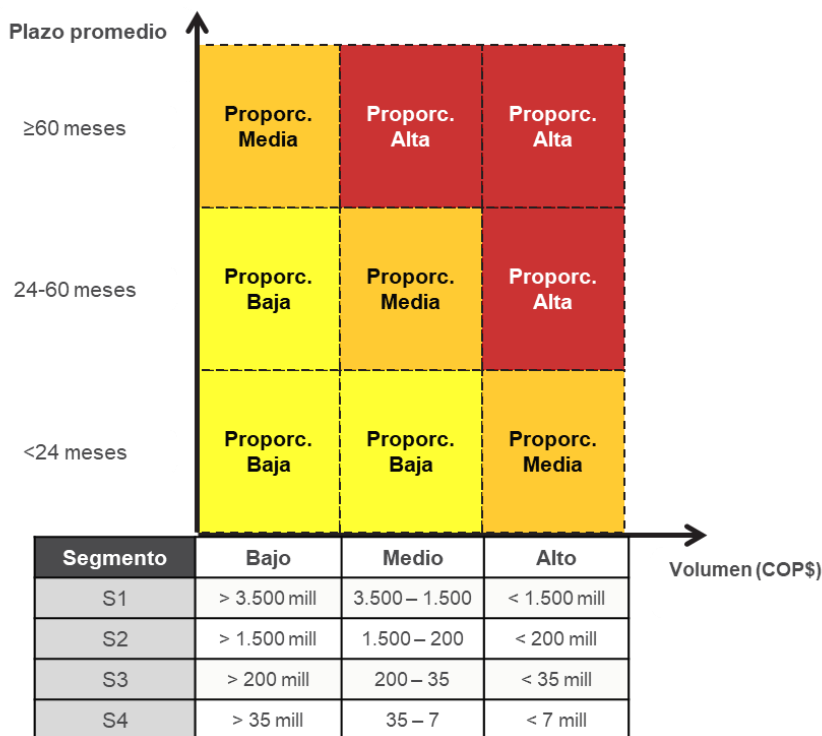 Plazo promedio
≥60 meses
Proporc.
Media
Proporc.
Alta
Proporc.
Alta
24-60 meses
Proporc.
Baja
Proporc.
Media
Proporc.
Alta
<24 meses
Proporc.
Baja
Proporc.
Baja
Proporc.
Media
Volumen (COP$)
Segmento Bajo Medio Alto
S1 > 3.500 mill 3.500 – 1.500 < 1.500 mill
S2 > 1.500 mill 1.500 – 200 < 200 mill
S3 > 200 mill 200 – 35 < 35 mill
S4 > 35 mill 35 – 7 < 7 mill